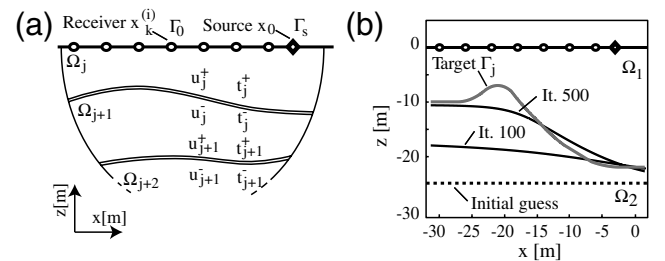 (a)
Receiver x_k^(i) Γ_0 Source x_0 Γ_s
Ω_j
u_j^+ t_j^+
Ω_{j+1} u_j^- t_j^-
u_{j+1}^+ t_{j+1}^+
Ω_{j+2} u_{j+1}^- t_{j+1}^-
z[m]
x[m]
(b)
0
Ω_1
Target Γ_j
It. 500
-10
It. 100
-20
Ω_2
Initial guess
-30
z [m]
-30 -25 -20 -15 -10 -5 0
x [m]